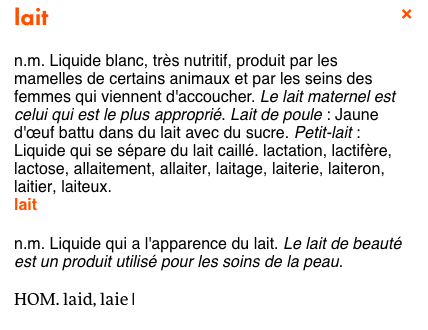 lait
×
n.m. Liquide blanc, très nutritif, produit par les
mamelles de certains animaux et par les seins des
femmes qui viennent d'accoucher. Le lait maternel est
celui qui est le plus approprié. Lait de poule : Jaune
d'œuf battu dans du lait avec du sucre. Petit-lait :
Liquide qui se sépare du lait caillé. lactation, lactifère,
lactose, allaitement, allaiter, laitage, laiterie, laiteron,
laitier, laiteux.
lait
n.m. Liquide qui a l'apparence du lait. Le lait de beauté
est un produit utilisé pour les soins de la peau.
HOM. laid, laie